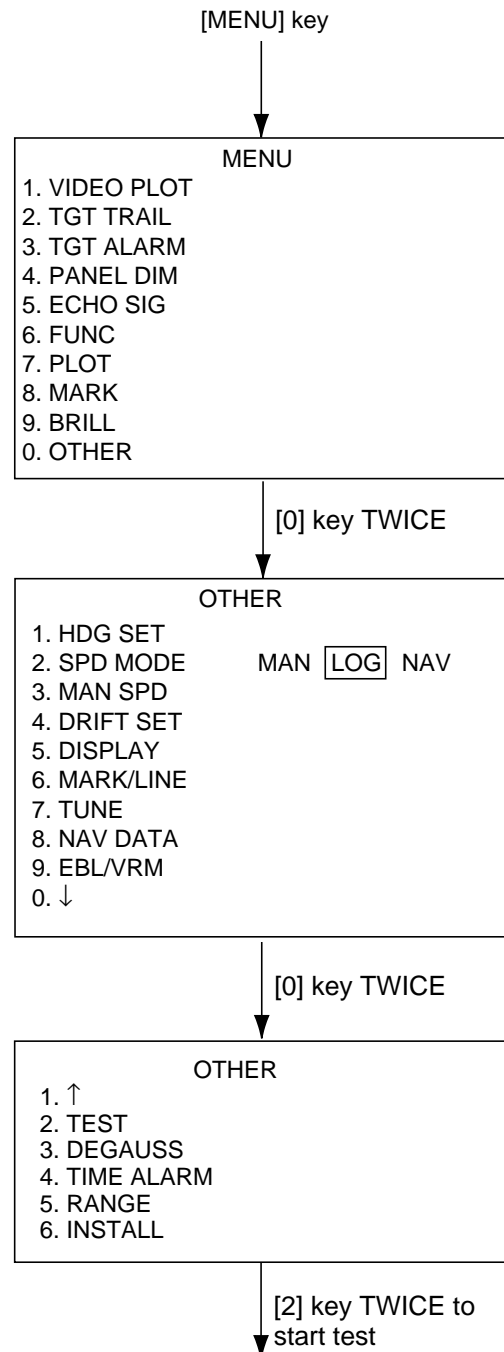 [MENU] key
MENU
1. VIDEO PLOT
2. TGT TRAIL
3. TGT ALARM
4. PANEL DIM
5. ECHO SIG
6. FUNC
7. PLOT
8. MARK
9. BRILL
0. OTHER
[0] key TWICE
OTHER
1. HDG SET
2. SPD MODE MAN LOG NAV
3. MAN SPD
4. DRIFT SET
5. DISPLAY
6. MARK/LINE
7. TUNE
8. NAV DATA
9. EBL/VRM
0. ↓
[0] key TWICE
OTHER
1. ↑
2. TEST
3. DEGAUSS
4. TIME ALARM
5. RANGE
6. INSTALL
[2] key TWICE to
start test